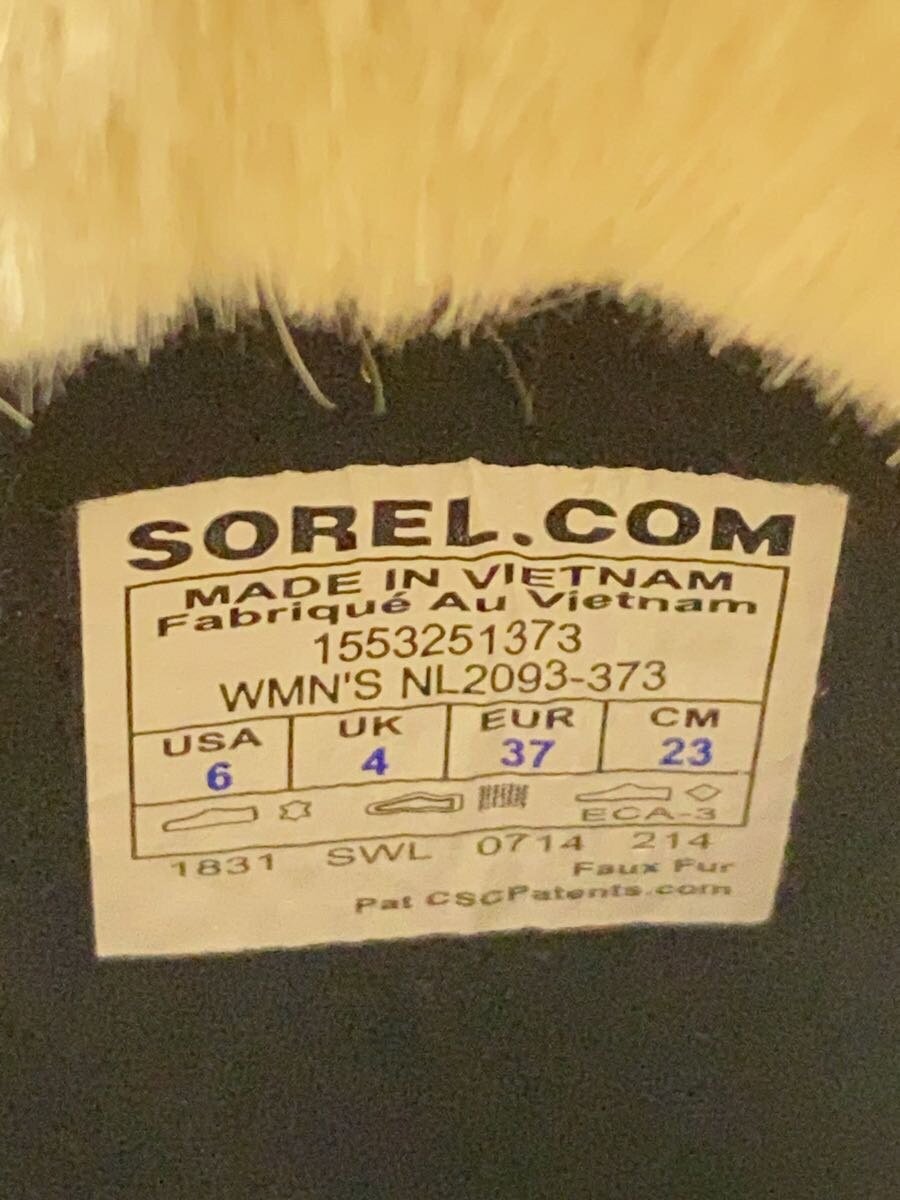 SOREL.COM
MADE IN VIETNAM
Fabriqué Au Vietnam
1553251373
WMN'S NL2093-373
USA UK EUR CM
6 4 37 23
ECA-3
1831 SWL 0714 214
Faux Fur
Pat CSCPatents.com